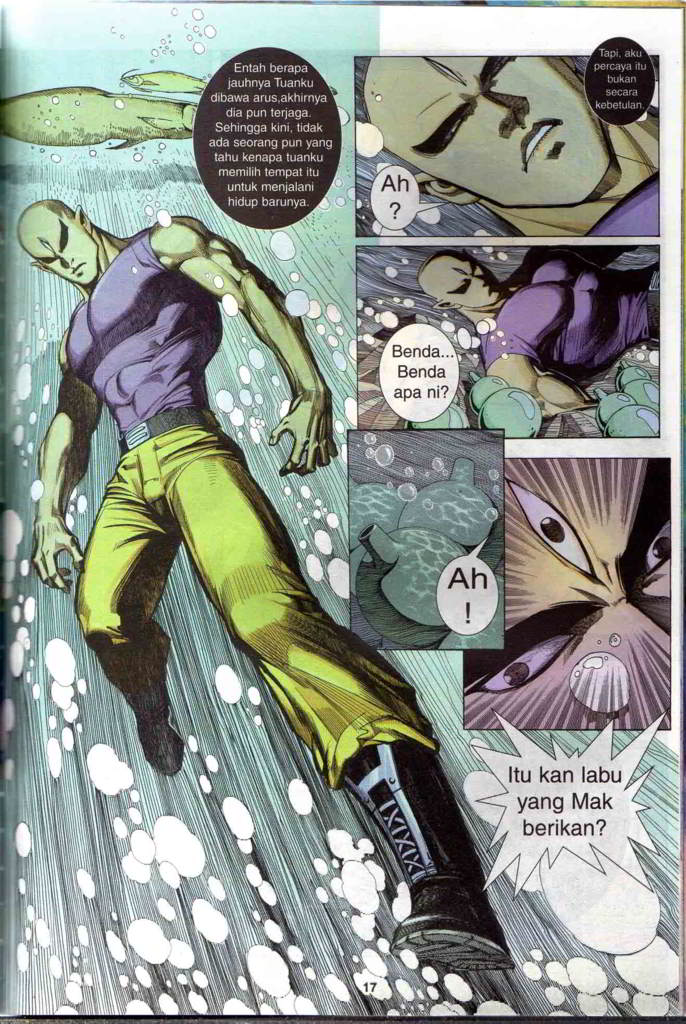 Entah berapa
jauhnya Tuanku
dibawa arus,akhirnya
dia pun terjaga.
Sehingga kini, tidak
ada seorang pun yang
tahu kenapa tuanku
memilih tempat itu
untuk menjalani
hidup barunya.
Tapi, aku
percaya itu
bukan
secara
kebetulan.
Ah
?
Benda...
Benda
apa ni?
Ah
!
Itu kan labu
yang Mak
berikan?
17